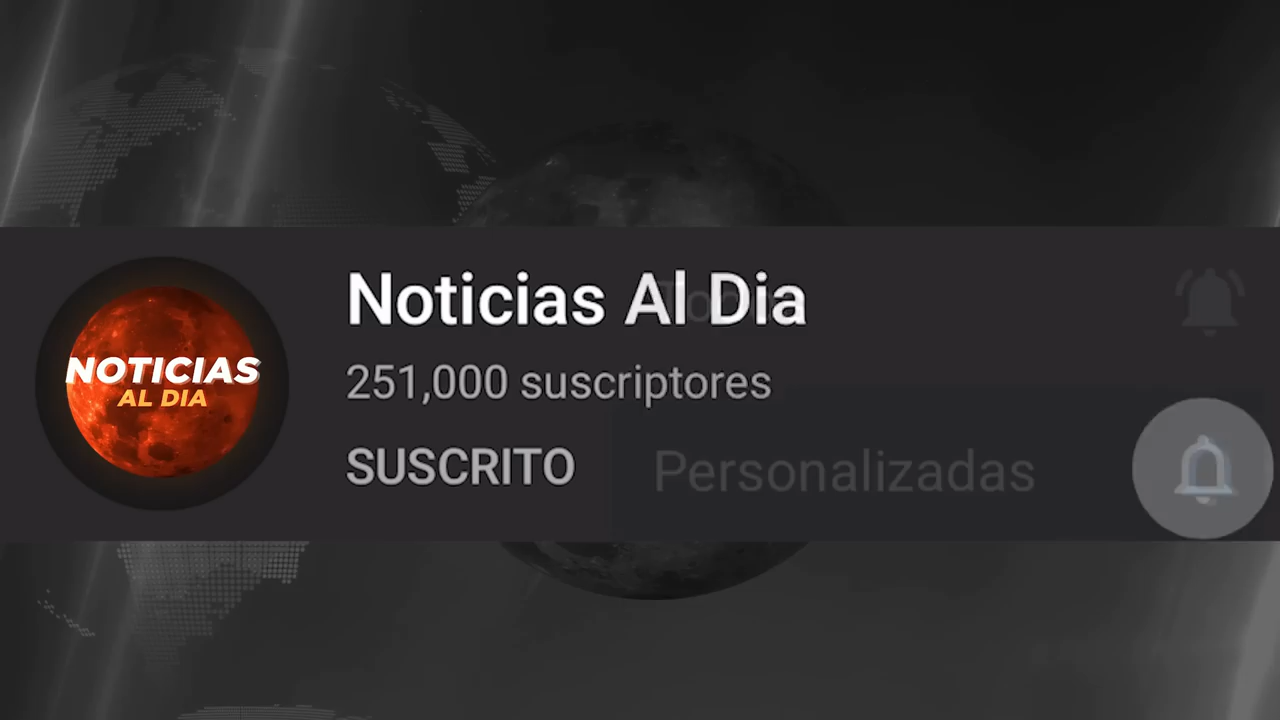 Noticias Al Dia
251,000 suscriptores
SUSCRITO
Personalizadas
NOTICIAS
AL DIA